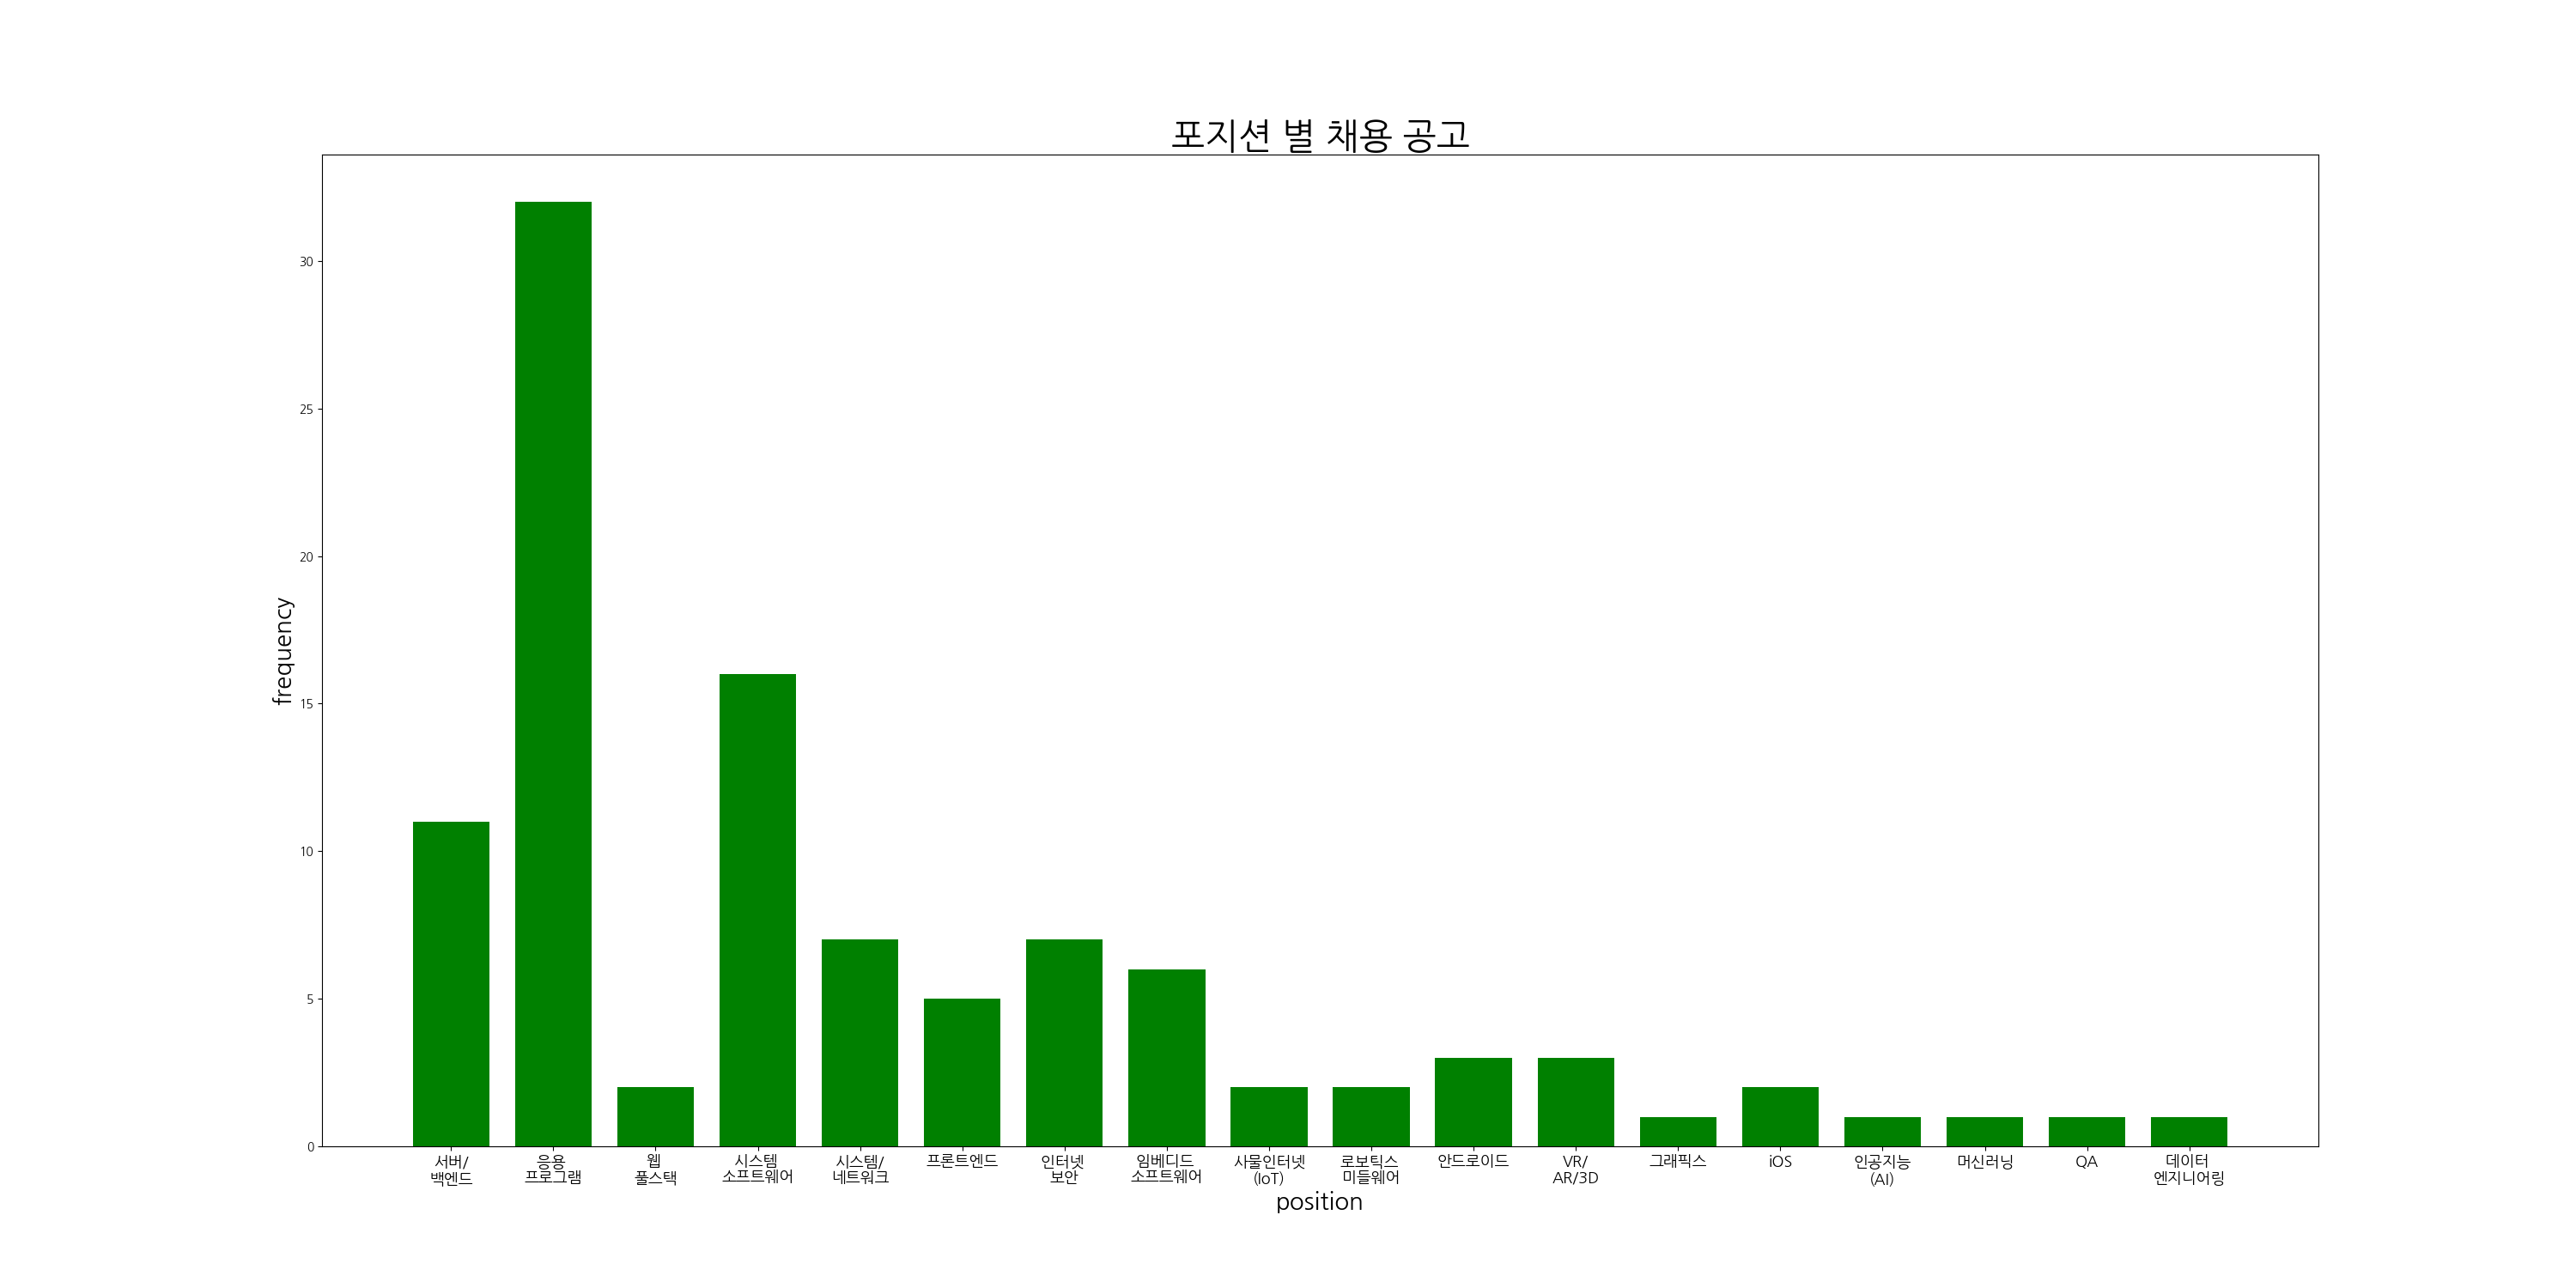 포지션 별 채용 공고
frequency
30
25
20
15
10
5
0
서버/
백엔드
응용
프로그램
웹
풀스택
시스템
소프트웨어
시스템/
네트워크
프론트엔드
인터넷
보안
임베디드
소프트웨어
사물인터넷
(IoT)
로보틱스
미들웨어
안드로이드
VR/
AR/3D
그래픽스
iOS
인공지능
(AI)
머신러닝
QA
데이터
엔지니어링
position